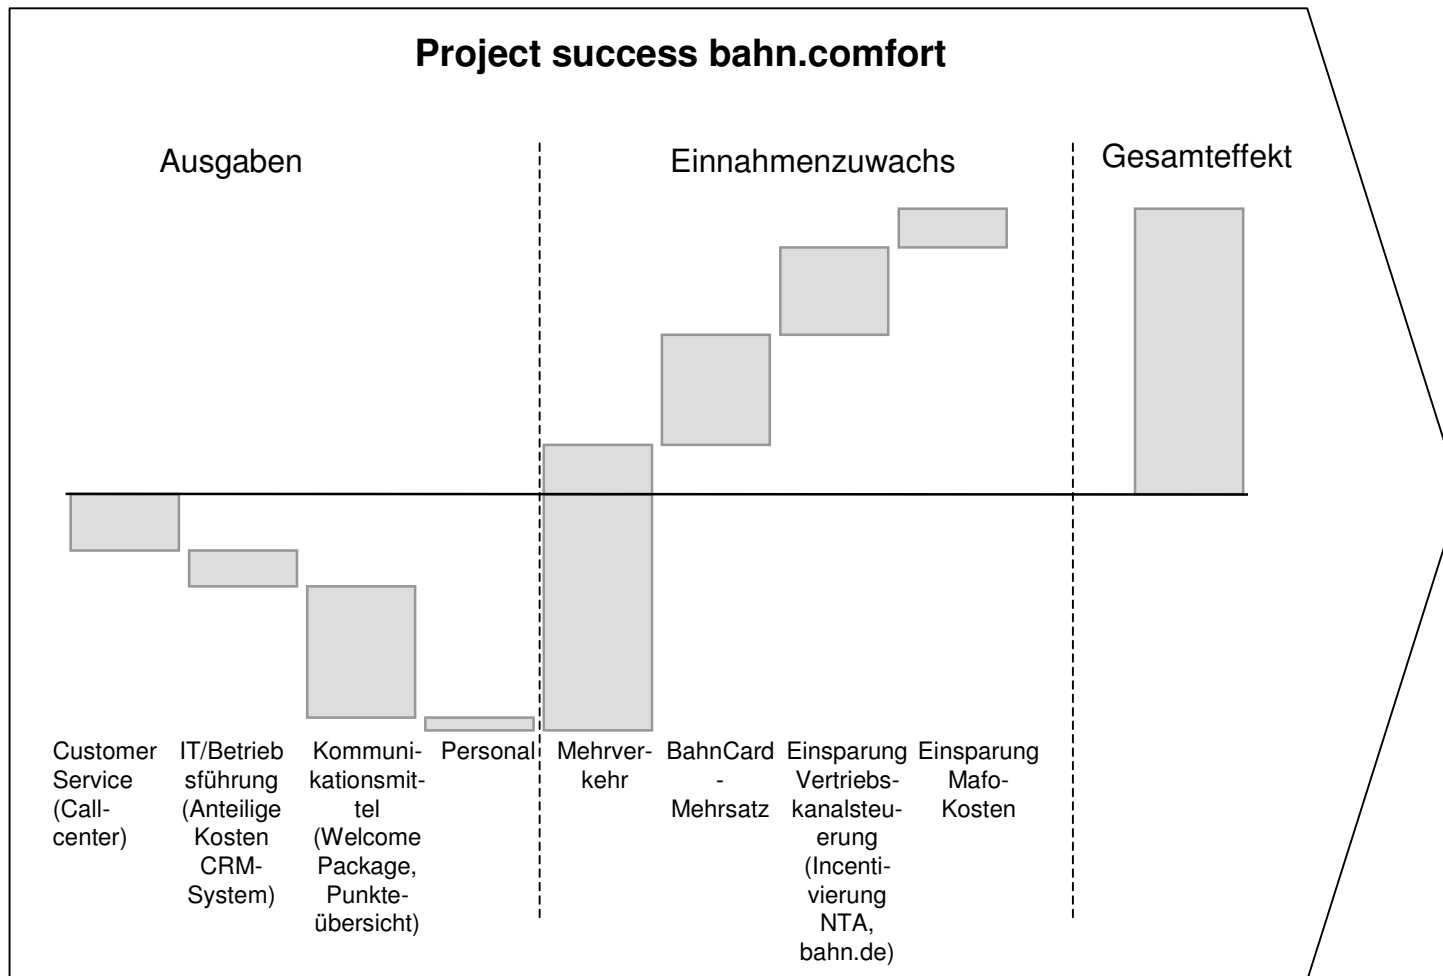 Project success bahn.comfort
Ausgaben
Einnahmenzuwachs
Gesamteffekt
Customer
Service
(Call-
center)
IT/Betrieb
sführung
(Anteilige
Kosten
CRM-
System)
Kommuni-
kationsmit-
tel
(Welcome
Package,
Punkte-
übersicht)
Personal
Mehrver-
kehr
BahnCard
-
Mehrsatz
Einsparung
Vertriebs-
kanalsteu-
erung
(Incenti-
vierung
NTA,
bahn.de)
Einsparung
Mafo-
Kosten